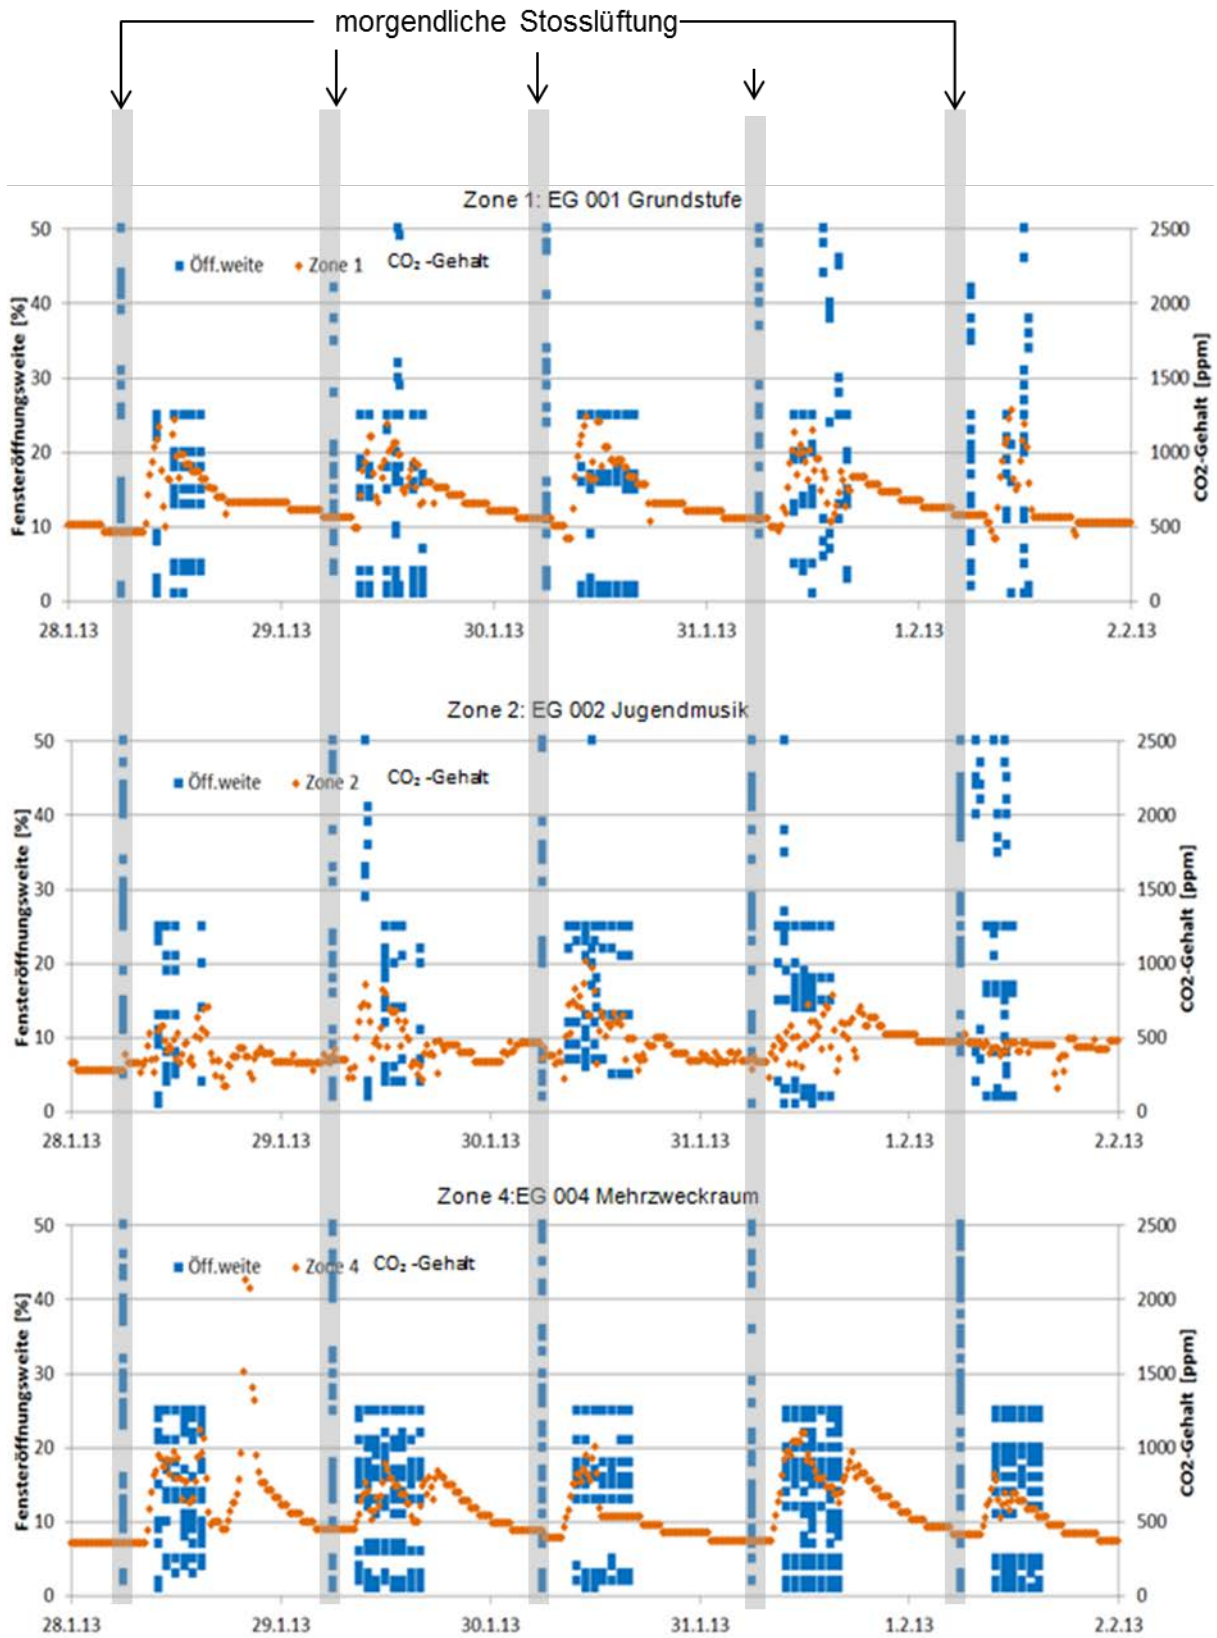 morgendliche Stosslüftung
Zone 1: EG 001 Grundstufe
Öff.weite Zone 1 CO₂ -Gehalt
Fensteröffnungsweite [%]
50
40
30
20
10
0
2500
2000
1500
1000
500
0
CO2-Gehalt [ppm]
28.1.13 29.1.13 30.1.13 31.1.13 1.2.13 2.2.13
Zone 2: EG 002 Jugendmusik
Öff.weite Zone 2 CO₂ -Gehalt
Fensteröffnungsweite [%]
50
40
30
20
10
0
2500
2000
1500
1000
500
0
CO2-Gehalt [ppm]
28.1.13 29.1.13 30.1.13 31.1.13 1.2.13 2.2.13
Zone 4:EG 004 Mehrzweckraum
Öff.weite Zone 4 CO₂ -Gehalt
Fensteröffnungsweite [%]
50
40
30
20
10
0
2500
2000
1500
1000
500
0
CO2-Gehalt [ppm]
28.1.13 29.1.13 30.1.13 31.1.13 1.2.13 2.2.13